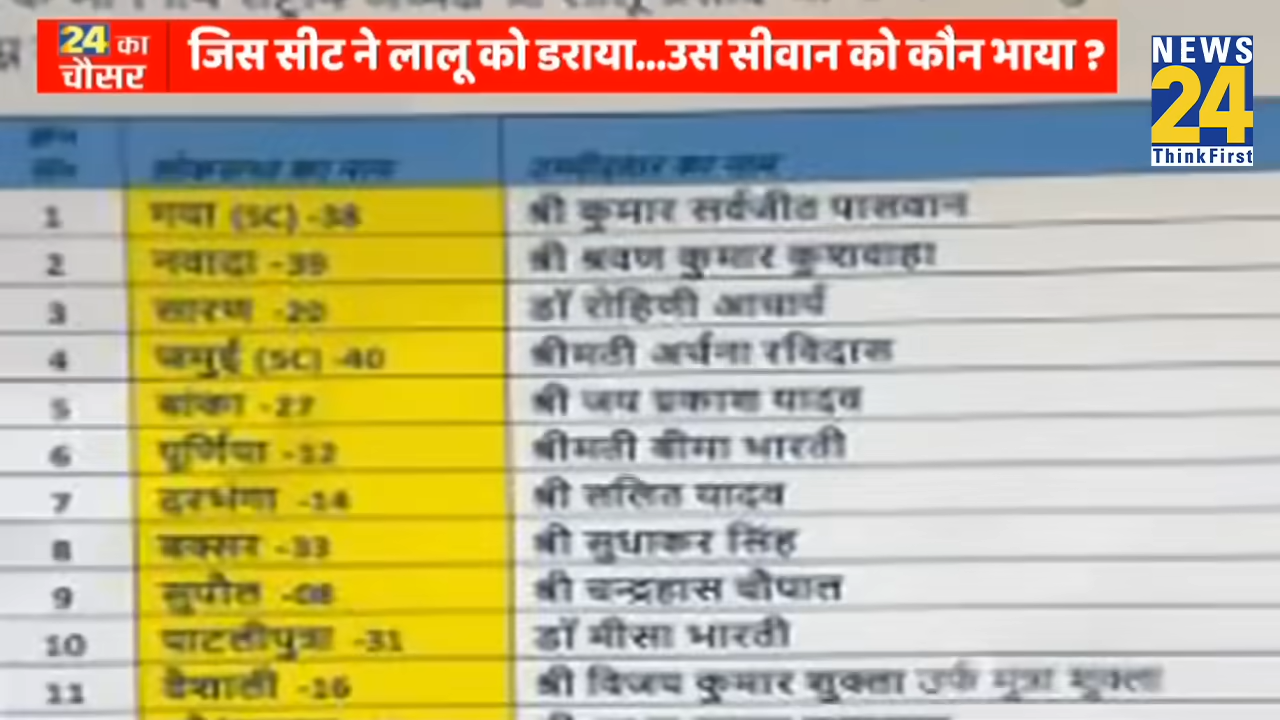 24 का चौसर
जिस सीट ने लालू को डराया...उस सीवान को कौन भाया ?
NEWS
24
ThinkFirst
लोकसभा का नाम उम्मीदवार का नाम
1 गया (SC) -38 श्री कुमार सर्वजीत पासवान
2 नवादा -39 श्री श्रवण कुमार कुशवाहा
3 सारण -20 डॉ रोहिणी आचार्य
4 जमुई (SC) -40 श्रीमती अर्चना रविदास
5 बांका -27 श्री जय प्रकाश यादव
6 पूर्णिया -12 श्रीमती बीमा भारती
7 दरभंगा -14 श्री ललित यादव
8 बक्सर -33 श्री सुधाकर सिंह
9 सुपौल -08 श्री चन्द्रहास चौपाल
10 पाटलीपुत्रा -31 डॉ मीसा भारती
11 वैशाली -16 श्री विजय कुमार शुक्ला उर्फ मुन्ना शुक्ला